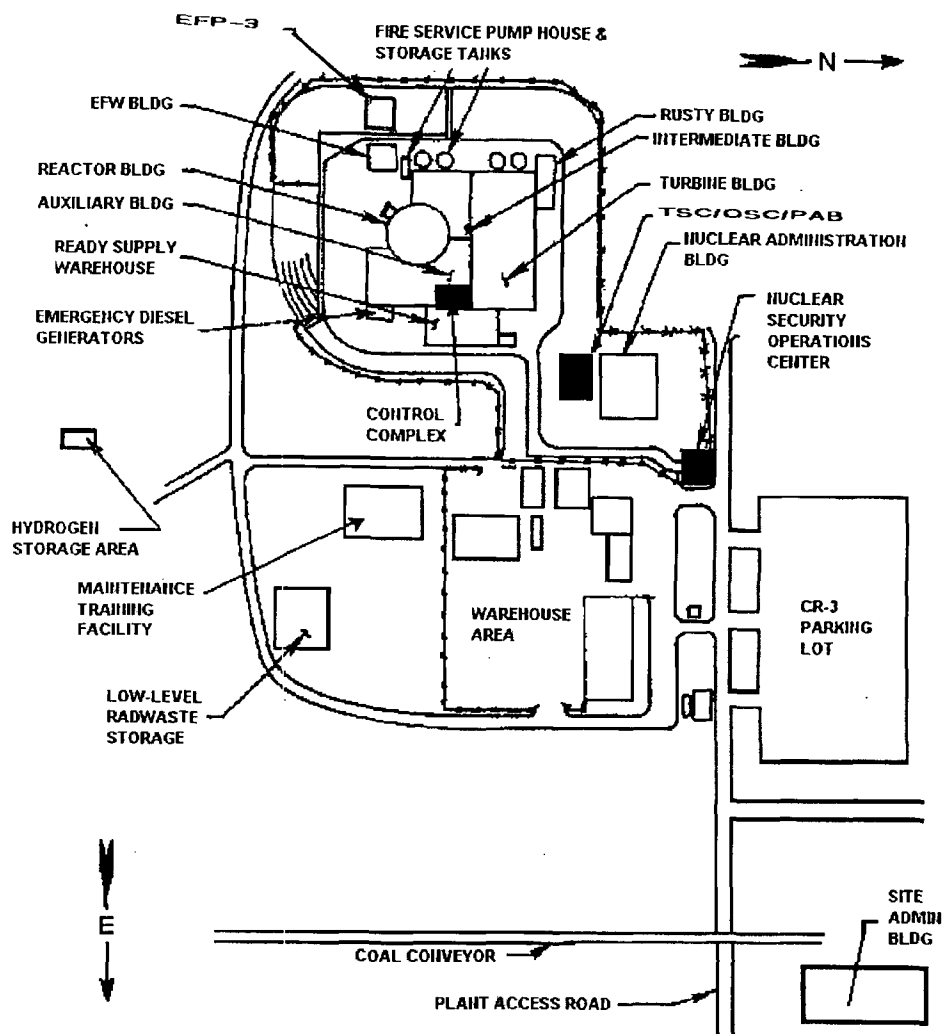 EFP-3
FIRE SERVICE PUMP HOUSE &
STORAGE TANKS
N
EFW BLDG
RUSTY BLDG
INTERMEDIATE BLDG
REACTOR BLDG
TURBINE BLDG
AUXILIARY BLDG
TSC/OSC/PAB
READY SUPPLY
WAREHOUSE
NUCLEAR ADMINISTRATION
BLDG
EMERGENCY DIESEL
GENERATORS
NUCLEAR
SECURITY
OPERATIONS
CENTER
CONTROL
COMPLEX
HYDROGEN
STORAGE AREA
MAINTENANCE
TRAINING
FACILITY
WAREHOUSE
AREA
CR-3
PARKING
LOT
LOW-LEVEL
RADWASTE
STORAGE
E
SITE
ADMIN
BLDG
COAL CONVEYOR
PLANT ACCESS ROAD